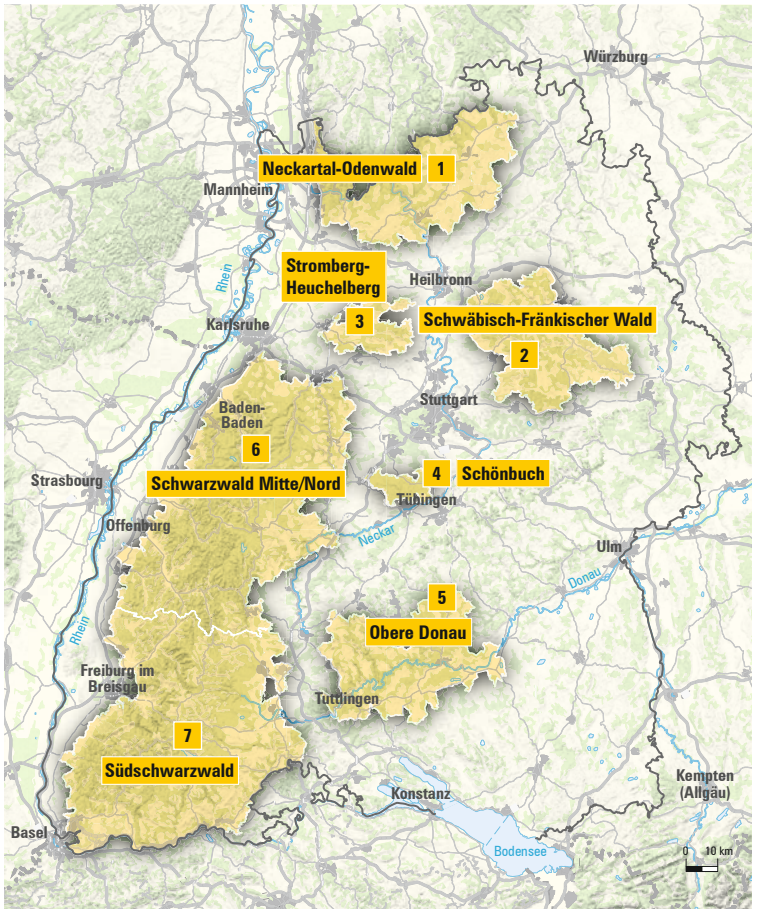 Würzburg
Neckartal-Odenwald 1
Mannheim
Rhein
Stromberg-
Heuchelberg
3
Heilbronn
Karlsruhe
Schwäbisch-Fränkischer Wald
2
Stuttgart
Baden-
Baden
6
Schwarzwald Mitte/Nord
4 Schönbuch
Tübingen
Strasbourg
Offenburg
Neckar
Ulm
Donau
5
Obere Donau
Rhein
Freiburg im
Breisgau
Tuttlingen
7
Südschwarzwald
Konstanz
Kempten
(Allgäu)
Basel
Bodensee
0 10 km